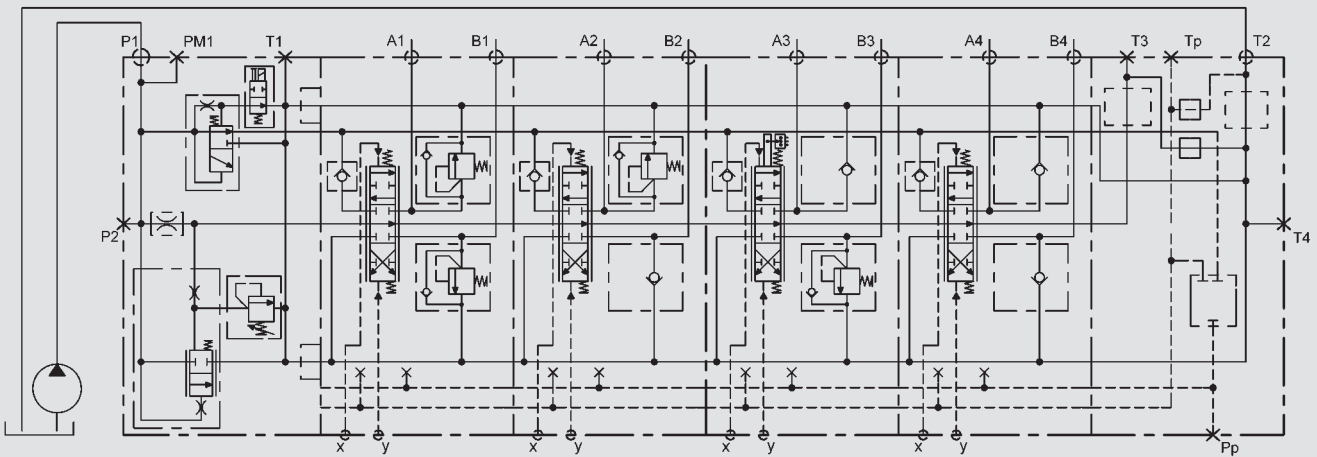 P1 PM1 T1 A1 B1 A2 B2 A3 B3 A4 B4 T3 Tp T2
P2
T4
x y x y x y x y Pp